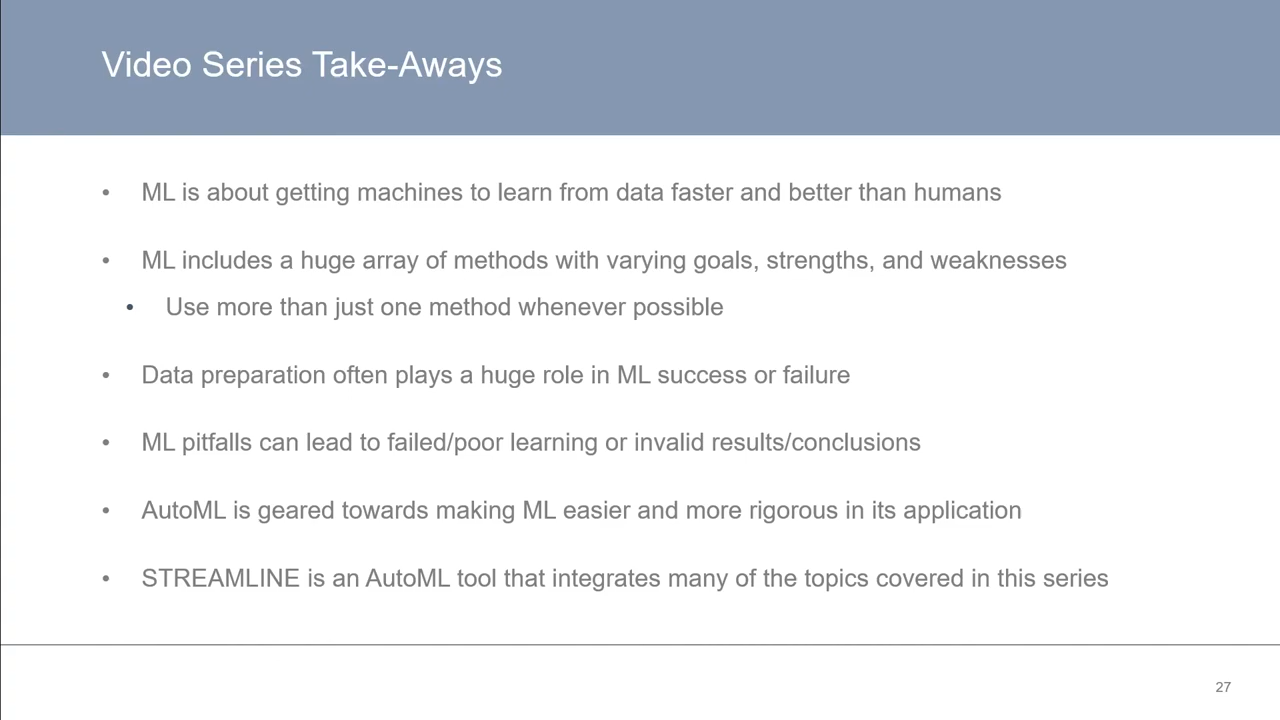 Video Series Take-Aways
• ML is about getting machines to learn from data faster and better than humans
• ML includes a huge array of methods with varying goals, strengths, and weaknesses
• Use more than just one method whenever possible
• Data preparation often plays a huge role in ML success or failure
• ML pitfalls can lead to failed/poor learning or invalid results/conclusions
• AutoML is geared towards making ML easier and more rigorous in its application
• STREAMLINE is an AutoML tool that integrates many of the topics covered in this series
27